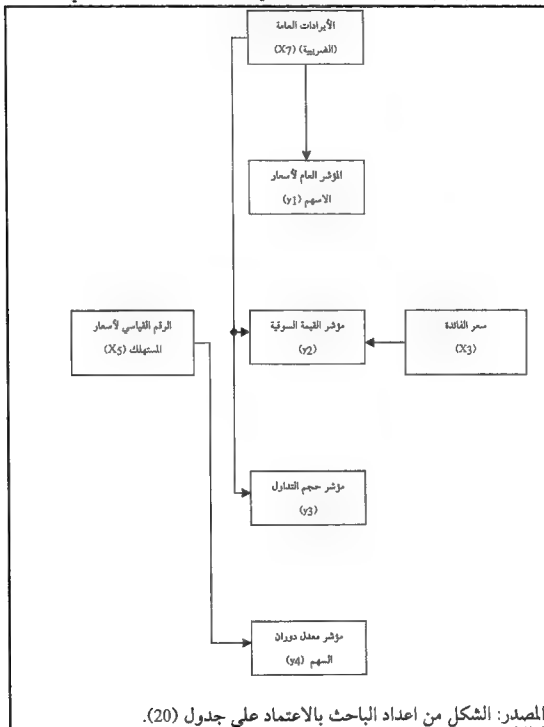 الأيرادات العامة
(الضريبية) (X7)
المؤشر العام لأسعار
الاسهم (y1)
الرقم القياسي لأسعار
المستهلك (X5)
مؤشر القيمة السوقية
(y2)
سعر الفائدة
(X3)
مؤشر حجم التداول
(y3)
مؤشر معدل دوران
السهم (y4)
المصدر: الشكل من اعداد الباحث بالاعتماد على جدول (20).